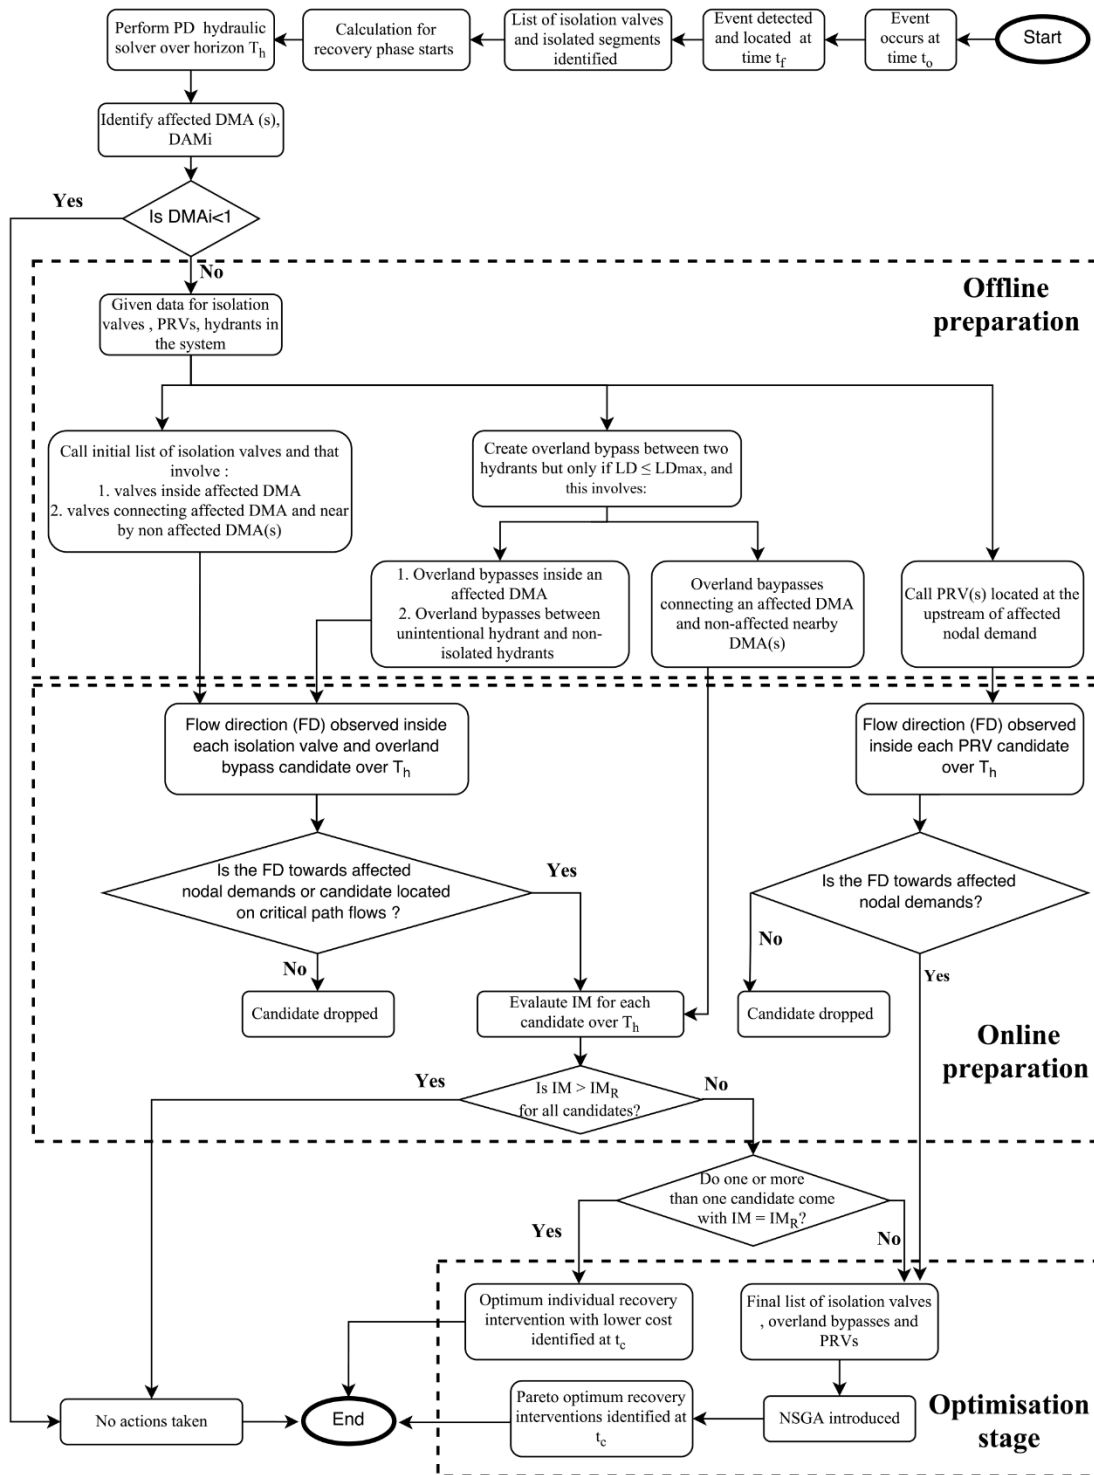 Start
Event
occurs at
time to
Event detected
and located at
time tf
List of isolation valves
and isolated segments
identified
Calculation for
recovery phase starts
Perform PD hydraulic
solver over horizon Th
Identify affected DMA (s),
DAMi
Is DMAi<1
Yes
No
Offline
preparation
Given data for isolation
valves , PRVs, hydrants in
the system
Call initial list of isolation valves and that
involve :
1. valves inside affected DMA
2. valves connecting affected DMA and near
by non affected DMA(s)
Create overland bypass between two
hydrants but only if LD ≤ LDmax, and
this involves:
1. Overland bypasses inside an
affected DMA
2. Overland bypasses between
unintentional hydrant and non-
isolated hydrants
Overland baypasses
connecting an affected DMA
and non-affected nearby
DMA(s)
Call PRV(s) located at the
upstream of affected
nodal demand
Flow direction (FD) observed inside
each isolation valve and overland
bypass candidate over Th
Flow direction (FD) observed
inside each PRV candidate
over Th
Is the FD towards affected
nodal demands or candidate located
on critical path flows ?
Yes
No
Candidate dropped
Is the FD towards affected
nodal demands?
No
Yes
Candidate dropped
Evalaute IM for each
candidate over Th
Online
preparation
Is IM > IMR
for all candidates?
Yes
No
Do one or more
than one candidate come
with IM = IMR?
Yes
No
Optimum individual recovery
intervention with lower cost
identified at tc
Final list of isolation valves
, overland bypasses and
PRVs
No actions taken
End
Pareto optimum recovery
interventions identified at
tc
NSGA introduced
Optimisation
stage